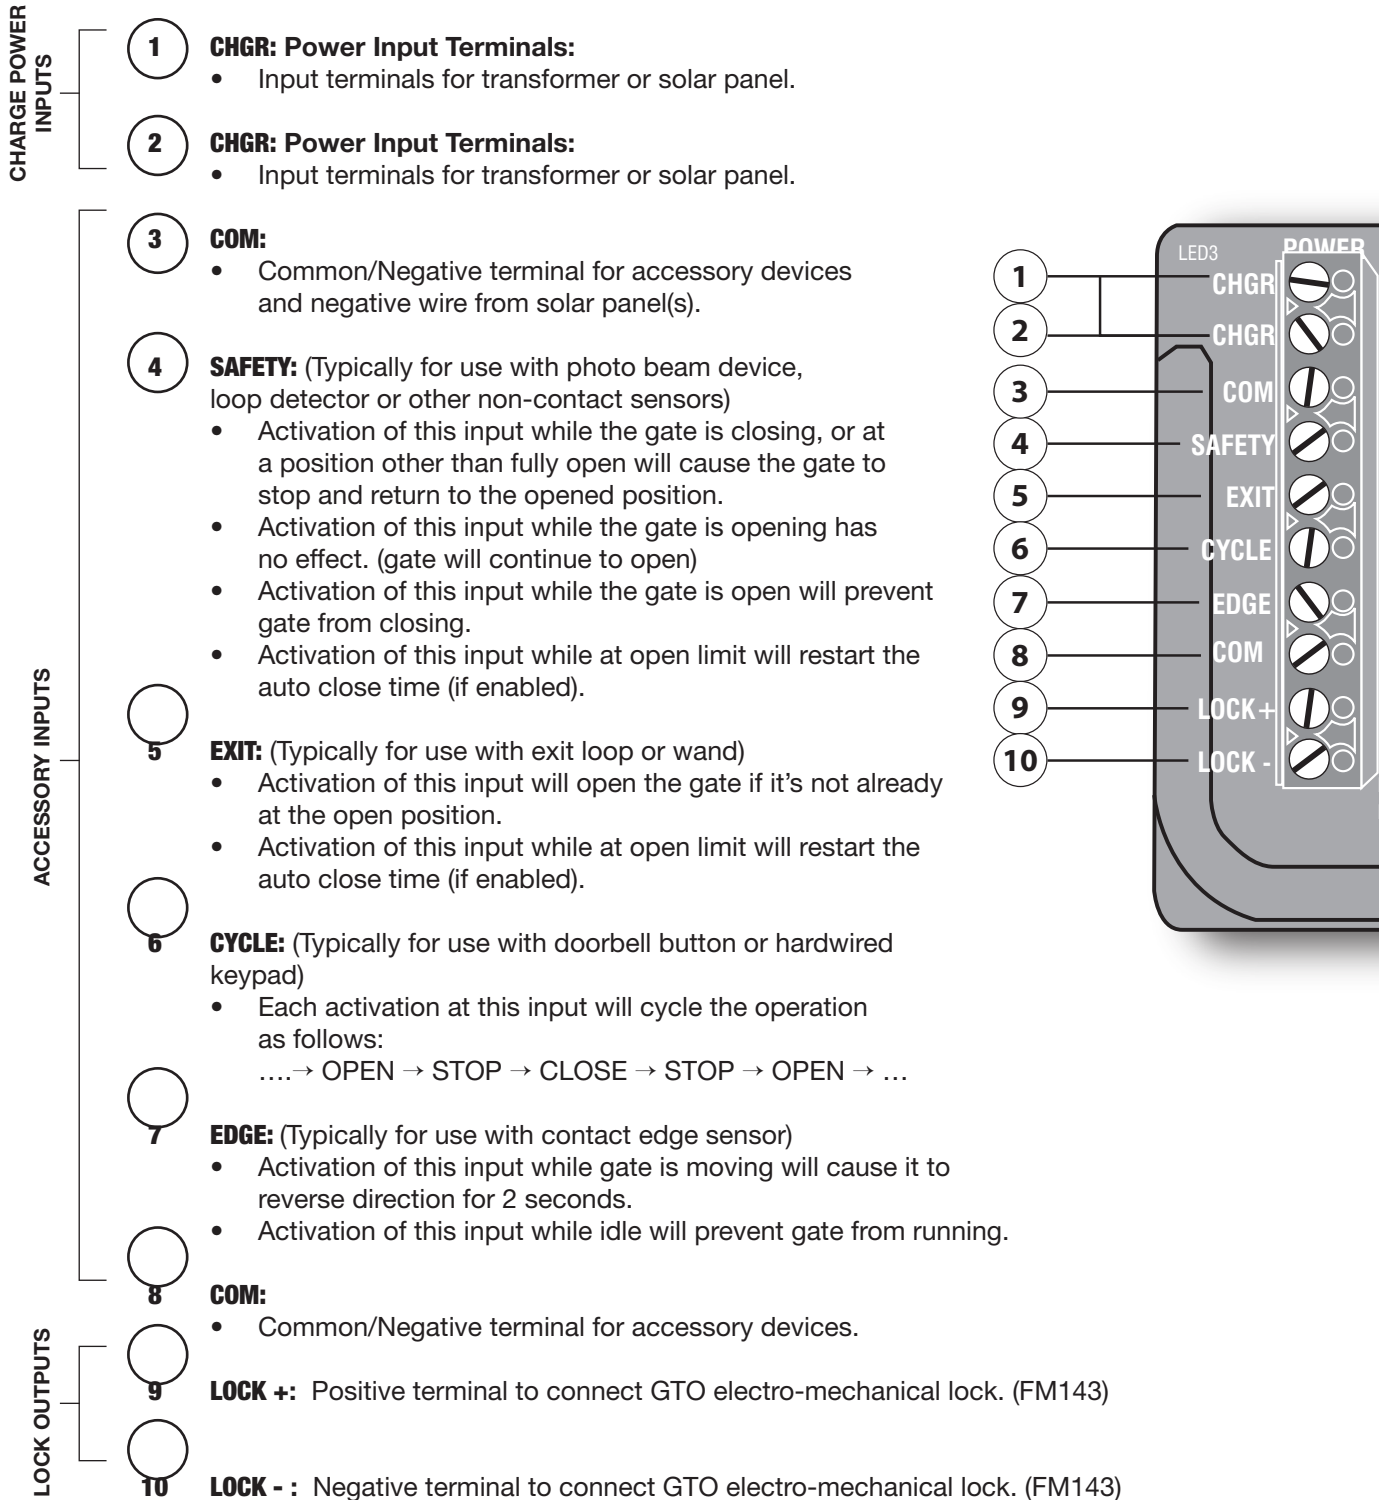 CHARGE POWER
INPUTS
1 CHGR: Power Input Terminals:
• Input terminals for transformer or solar panel.
2 CHGR: Power Input Terminals:
• Input terminals for transformer or solar panel.
ACCESSORY INPUTS
3 COM:
• Common/Negative terminal for accessory devices
and negative wire from solar panel(s).
4 SAFETY: (Typically for use with photo beam device,
loop detector or other non-contact sensors)
• Activation of this input while the gate is closing, or at
a position other than fully open will cause the gate to
stop and return to the opened position.
• Activation of this input while the gate is opening has
no effect. (gate will continue to open)
• Activation of this input while the gate is open will prevent
gate from closing.
• Activation of this input while at open limit will restart the
auto close time (if enabled).
5 EXIT: (Typically for use with exit loop or wand)
• Activation of this input will open the gate if it's not already
at the open position.
• Activation of this input while at open limit will restart the
auto close time (if enabled).
6 CYCLE: (Typically for use with doorbell button or hardwired
keypad)
• Each activation at this input will cycle the operation
as follows:
….→ OPEN → STOP → CLOSE → STOP → OPEN → …
7 EDGE: (Typically for use with contact edge sensor)
• Activation of this input while gate is moving will cause it to
reverse direction for 2 seconds.
• Activation of this input while idle will prevent gate from running.
8 COM:
• Common/Negative terminal for accessory devices.
LOCK OUTPUTS
9 LOCK +: Positive terminal to connect GTO electro-mechanical lock. (FM143)
10 LOCK - : Negative terminal to connect GTO electro-mechanical lock. (FM143)
LED3 POWER
1 CHGR
2 CHGR
3 COM
4 SAFETY
5 EXIT
6 CYCLE
7 EDGE
8 COM
9 LOCK+
10 LOCK -